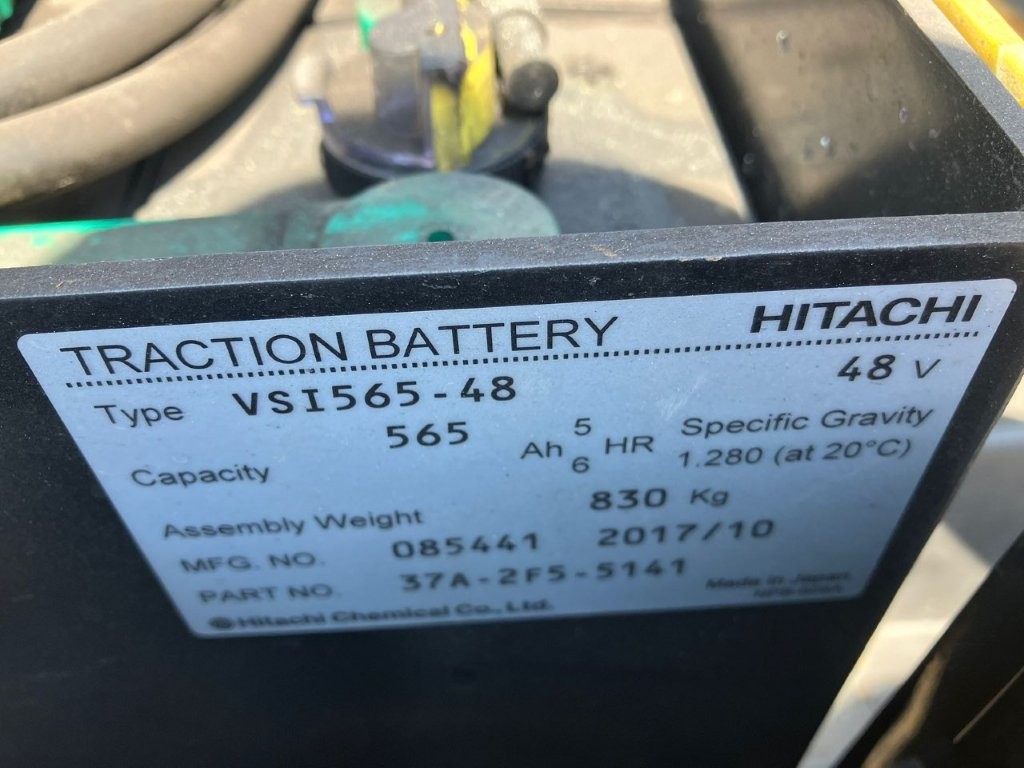 TRACTION BATTERY HITACHI
Type VSI565-48 48 V
Capacity 565 Ah 5 HR Specific Gravity
6 1.280 (at 20°C)
Assembly Weight 830 Kg
MFG. NO. 085441 2017/10
PART NO. 37A-2F5-5141
Hitachi Chemical Co., Ltd. Made in Japan